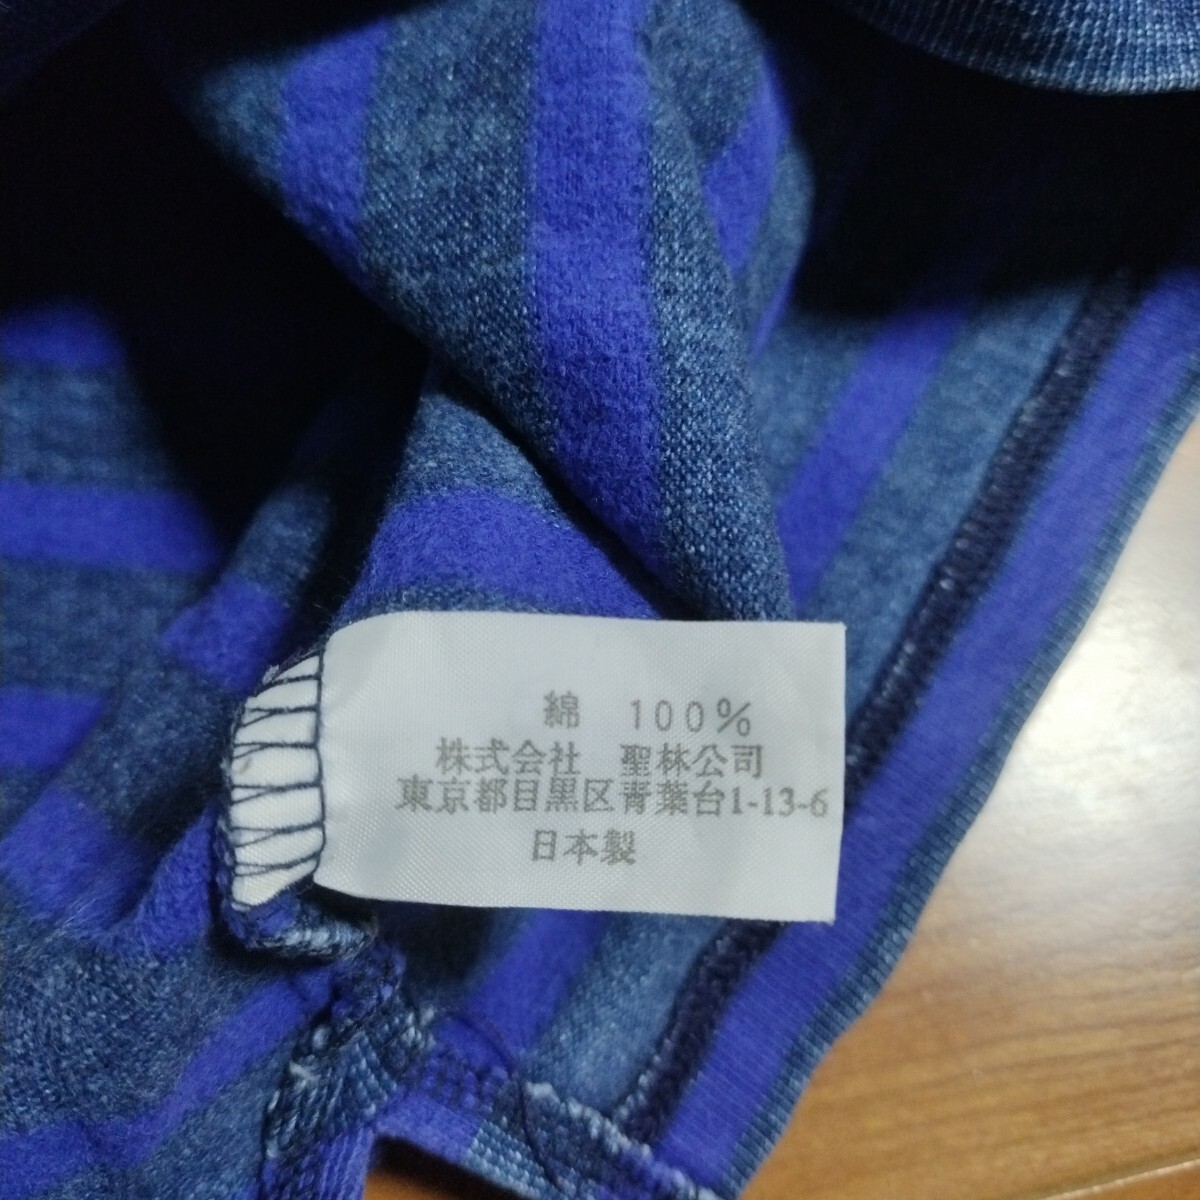 綿 100%
株式会社 聖林公司
東京都目黒区青葉台1-13-6
日本製